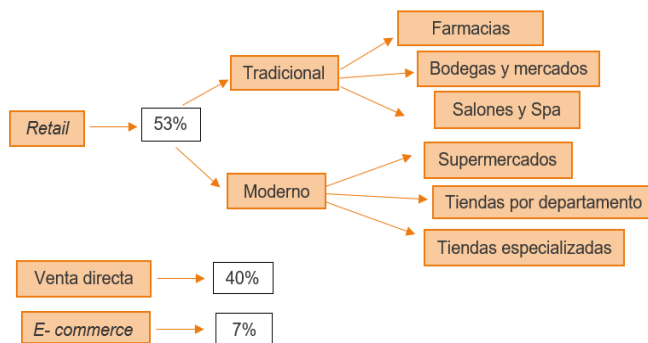 Farmacias
Tradicional
Bodegas y mercados
Retail
53%
Salones y Spa
Supermercados
Moderno
Tiendas por departamento
Tiendas especializadas
Venta directa
40%
E- commerce
7%